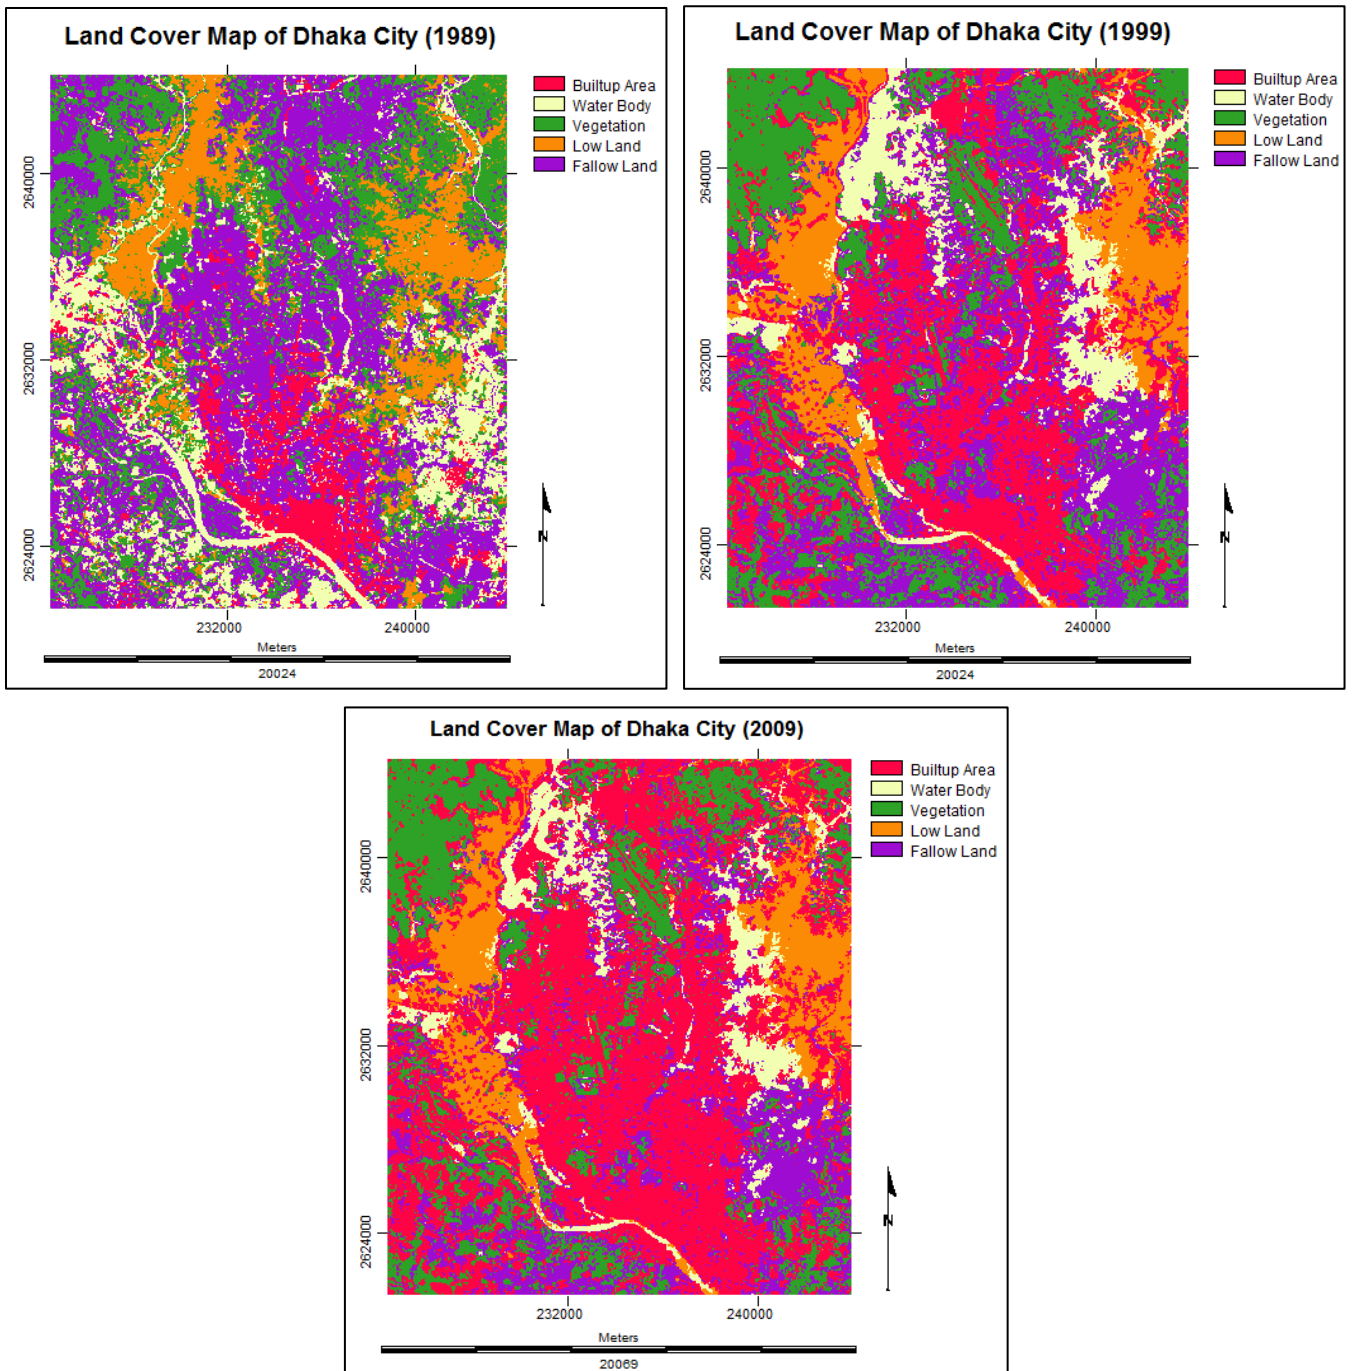 Land Cover Map of Dhaka City (1989)
Builtup Area
Water Body
Vegetation
Low Land
Fallow Land
2640000
2632000
2624000
N
232000 240000
Meters
20024
Land Cover Map of Dhaka City (1999)
Builtup Area
Water Body
Vegetation
Low Land
Fallow Land
2640000
2632000
2624000
N
232000 240000
Meters
20024
Land Cover Map of Dhaka City (2009)
Builtup Area
Water Body
Vegetation
Low Land
Fallow Land
2640000
2632000
2624000
N
232000 240000
Meters
20069